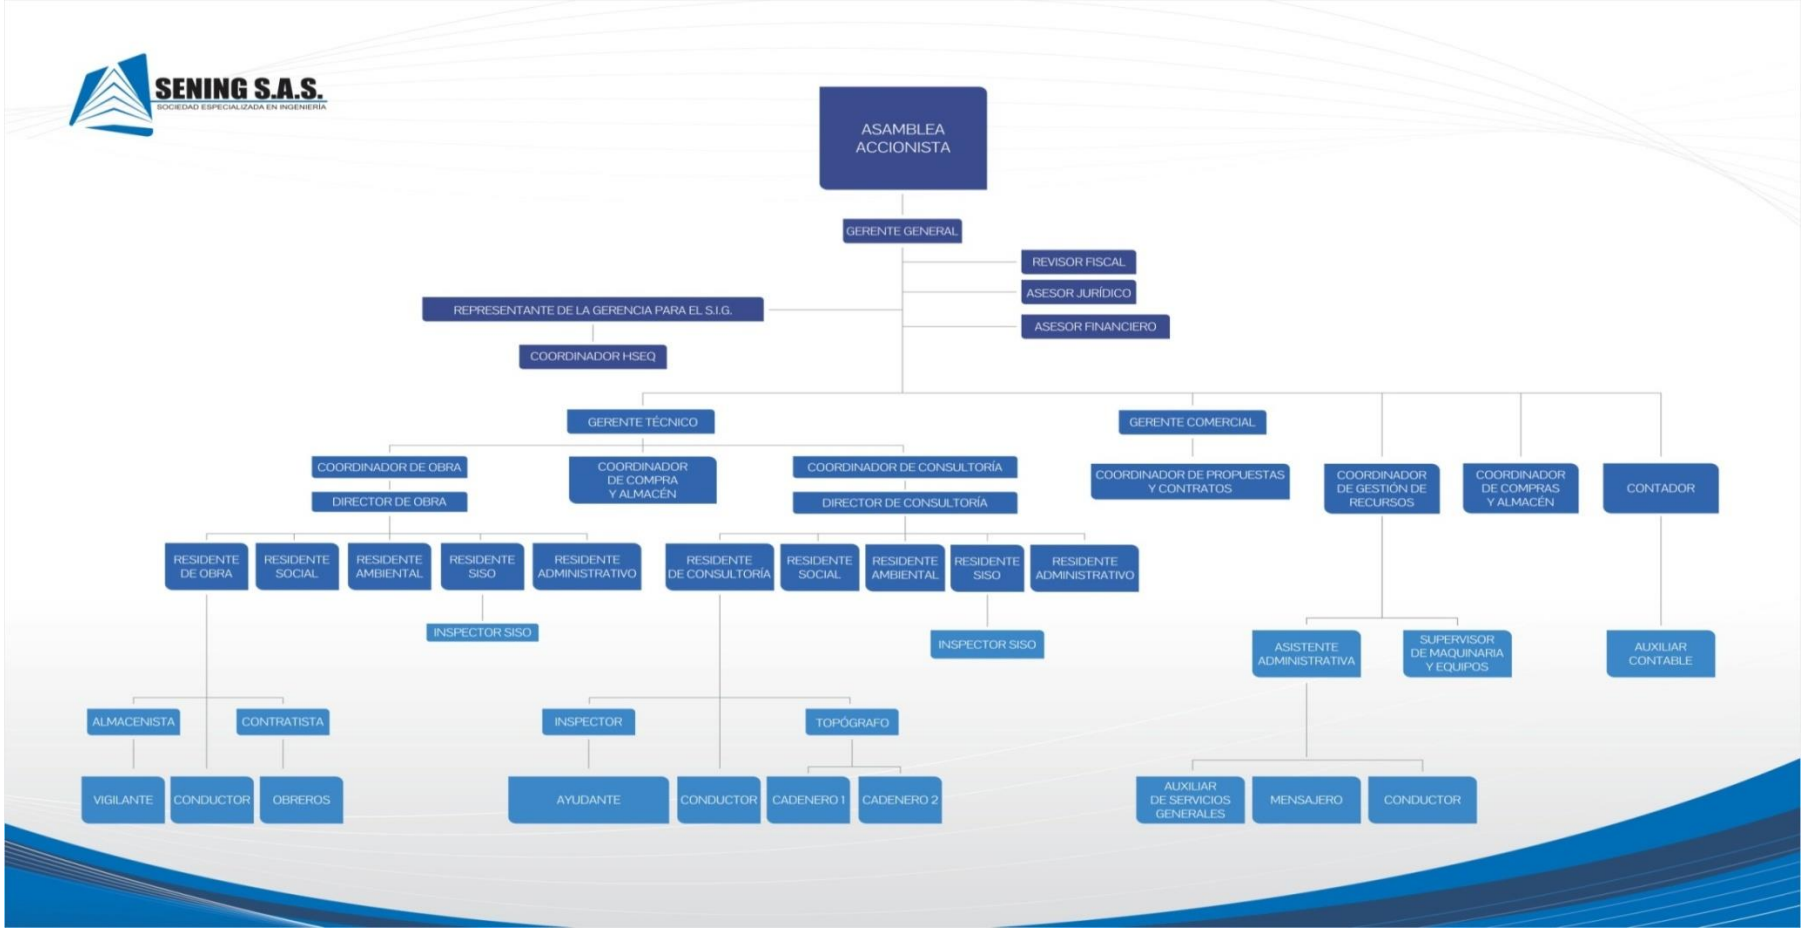 SENING S.A.S.
SOCIEDAD ESPECIALIZADA EN INGENIERÍA
ASAMBLEA
ACCIONISTA
GERENTE GENERAL
REVISOR FISCAL
ASESOR JURÍDICO
REPRESENTANTE DE LA GERENCIA PARA EL S.I.G.
ASESOR FINANCIERO
COORDINADOR HSEQ
GERENTE TÉCNICO
GERENTE COMERCIAL
COORDINADOR DE OBRA
COORDINADOR
DE COMPRA
Y ALMACÉN
COORDINADOR DE CONSULTORÍA
COORDINADOR DE PROPUESTAS
Y CONTRATOS
COORDINADOR
DE GESTIÓN DE
RECURSOS
COORDINADOR
DE COMPRAS
Y ALMACÉN
CONTADOR
DIRECTOR DE OBRA
DIRECTOR DE CONSULTORÍA
RESIDENTE
DE OBRA
RESIDENTE
SOCIAL
RESIDENTE
AMBIENTAL
RESIDENTE
SISO
RESIDENTE
ADMINISTRATIVO
RESIDENTE
DE CONSULTORÍA
RESIDENTE
SOCIAL
RESIDENTE
AMBIENTAL
RESIDENTE
SISO
RESIDENTE
ADMINISTRATIVO
INSPECTOR SISO
INSPECTOR SISO
ASISTENTE
ADMINISTRATIVA
SUPERVISOR
DE MAQUINARIA
Y EQUIPOS
AUXILIAR
CONTABLE
ALMACENISTA
CONTRATISTA
INSPECTOR
TOPÓGRAFO
VIGILANTE
CONDUCTOR
OBREROS
AYUDANTE
CONDUCTOR
CADENERO 1
CADENERO 2
AUXILIAR
DE SERVICIOS
GENERALES
MENSAJERO
CONDUCTOR